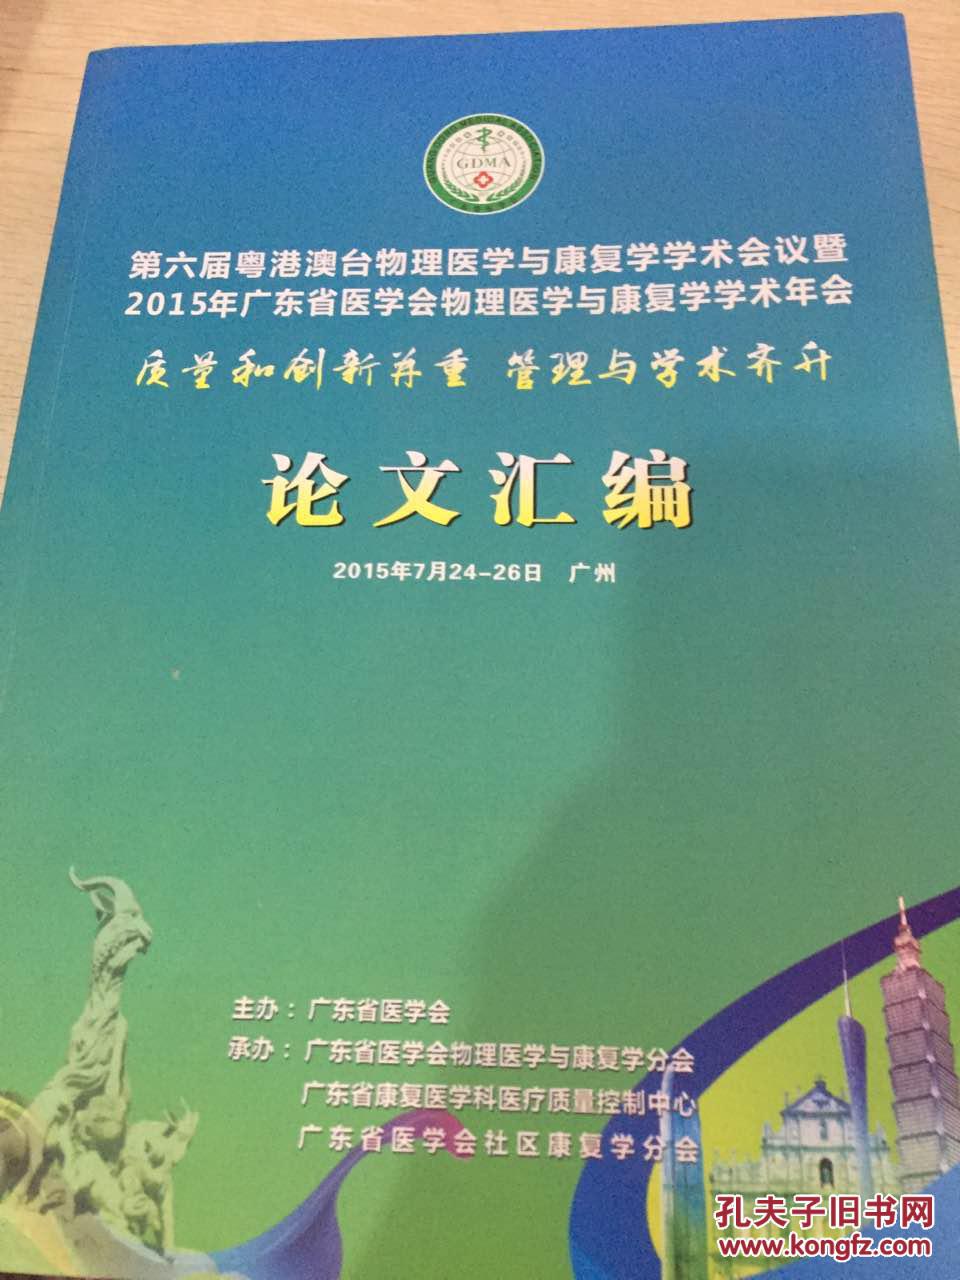 GUANGDONG MEDICAL ASSOCIATION
GDMA
第六届粤港澳台物理医学与康复学学术会议暨
2015年广东省医学会物理医学与康复学学术年会
质量和创新并重 管理与学术齐升
论文汇编
2015年7月24-26日 广州
主办：广东省医学会
承办：广东省医学会物理医学与康复学分会
广东省康复医学科医疗质量控制中心
广东省医学会社区康复学分会
孔夫子旧书网
www.kongfz.com